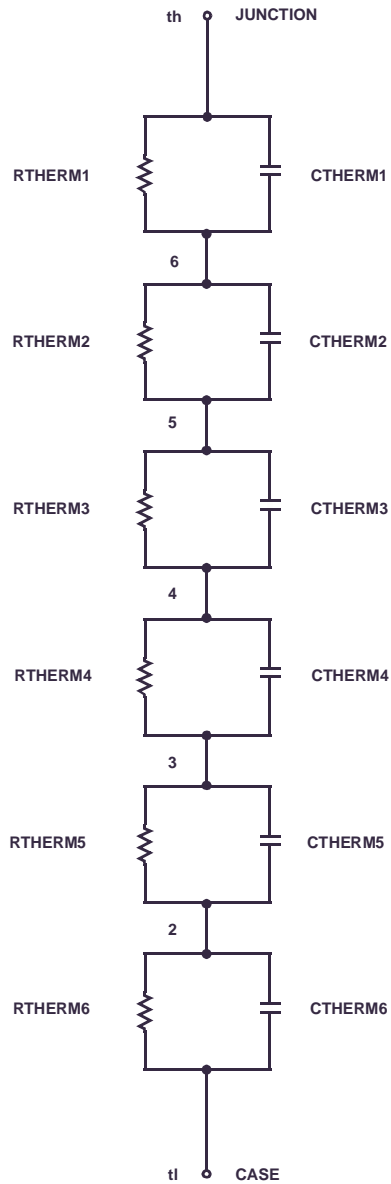 th JUNCTION
RTHERM1 CTHERM1
6
RTHERM2 CTHERM2
5
RTHERM3 CTHERM3
4
RTHERM4 CTHERM4
3
RTHERM5 CTHERM5
2
RTHERM6 CTHERM6
tl CASE